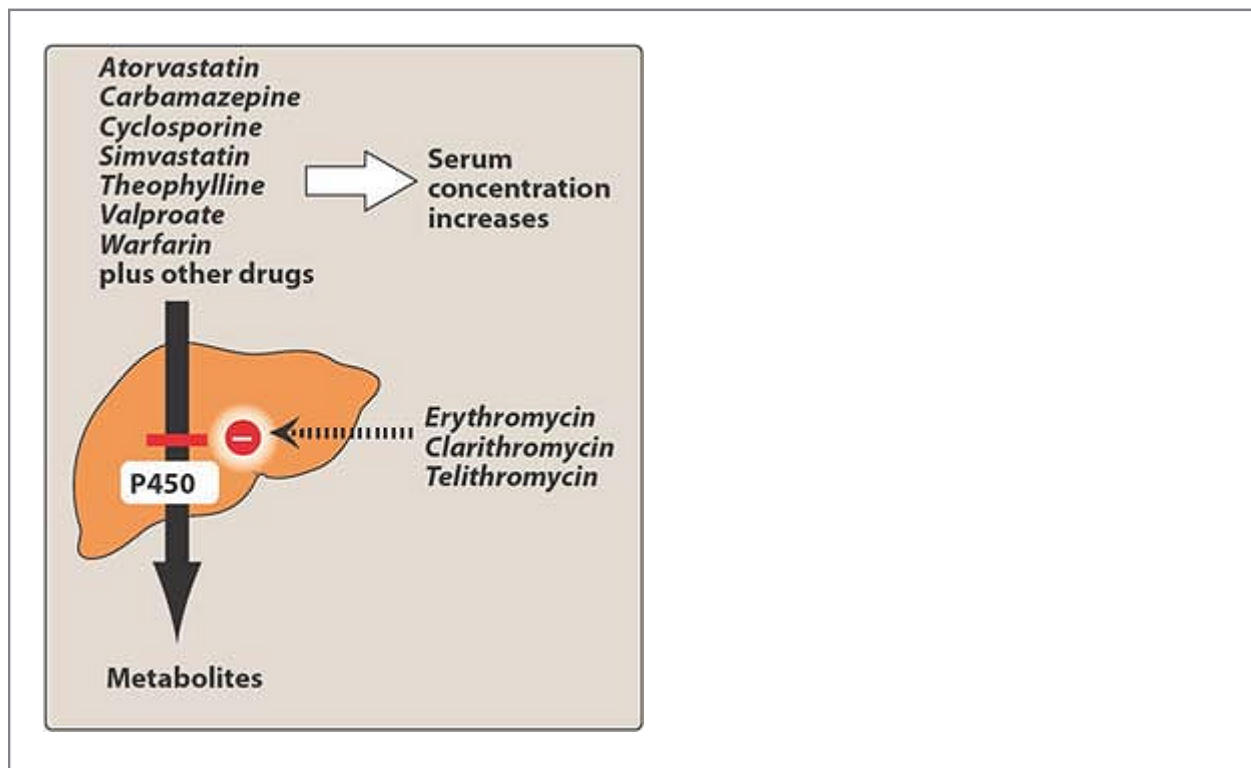 Atorvastatin
Carbamazepine
Cyclosporine
Simvastatin
Theophylline
Valproate
Warfarin
plus other drugs
Serum
concentration
increases
Erythromycin
Clarithromycin
Telithromycin
P450
Metabolites